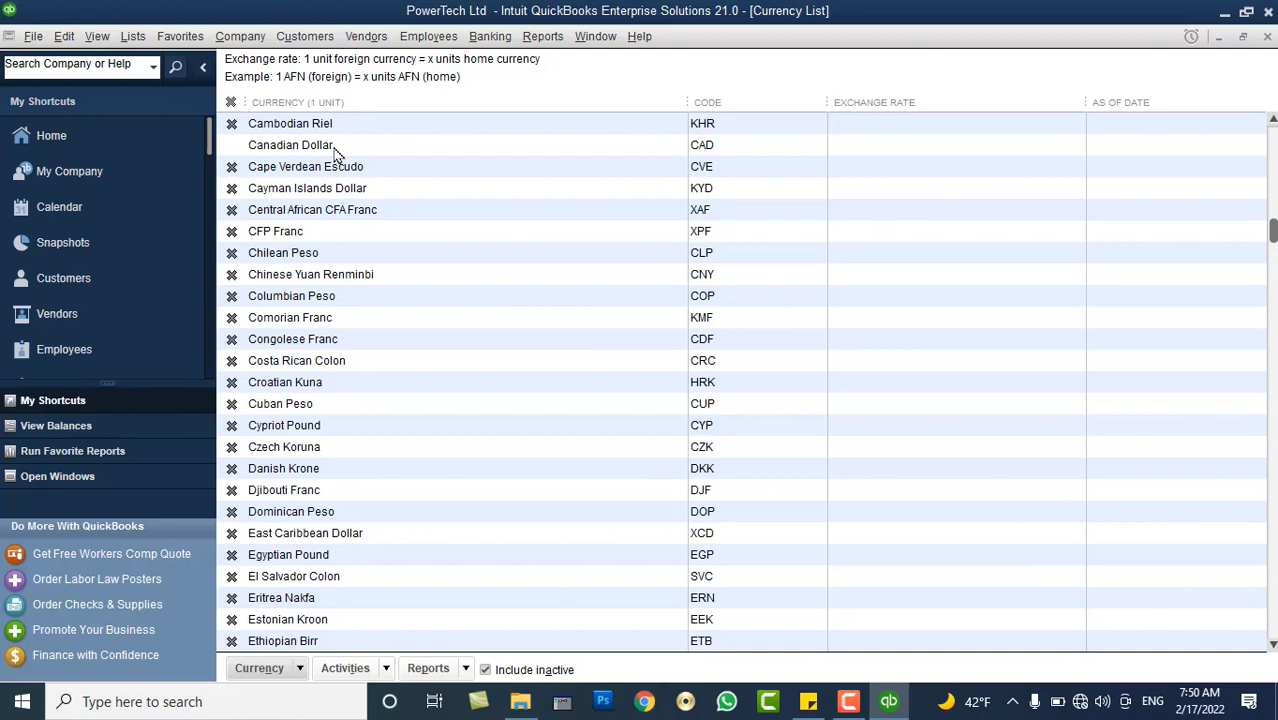 PowerTech Ltd - Intuit QuickBooks Enterprise Solutions 21.0 - [Currency List]
File Edit View Lists Favorites Company Customers Vendors Employees Banking Reports Window Help
Search Company or Help
Exchange rate: 1 unit foreign currency = x units home currency
Example: 1 AFN (foreign) = x units AFN (home)
My Shortcuts
Home
My Company
Calendar
Snapshots
Customers
Vendors
Employees
My Shortcuts
View Balances
Run Favorite Reports
Open Windows
Do More With QuickBooks
Get Free Workers Comp Quote
Order Labor Law Posters
Order Checks & Supplies
Promote Your Business
Finance with Confidence
CURRENCY (1 UNIT) CODE EXCHANGE RATE AS OF DATE
Cambodian Riel KHR
Canadian Dollar CAD
Cape Verdean Escudo CVE
Cayman Islands Dollar KYD
Central African CFA Franc XAF
CFP Franc XPF
Chilean Peso CLP
Chinese Yuan Renminbi CNY
Columbian Peso COP
Comorian Franc KMF
Congolese Franc CDF
Costa Rican Colon CRC
Croatian Kuna HRK
Cuban Peso CUP
Cypriot Pound CYP
Czech Koruna CZK
Danish Krone DKK
Djibouti Franc DJF
Dominican Peso DOP
East Caribbean Dollar XCD
Egyptian Pound EGP
El Salvador Colon SVC
Eritrea Nakfa ERN
Estonian Kroon EEK
Ethiopian Birr ETB
Currency Activities Reports Include inactive
Type here to search
42°F ENG
7:50 AM
2/17/2022